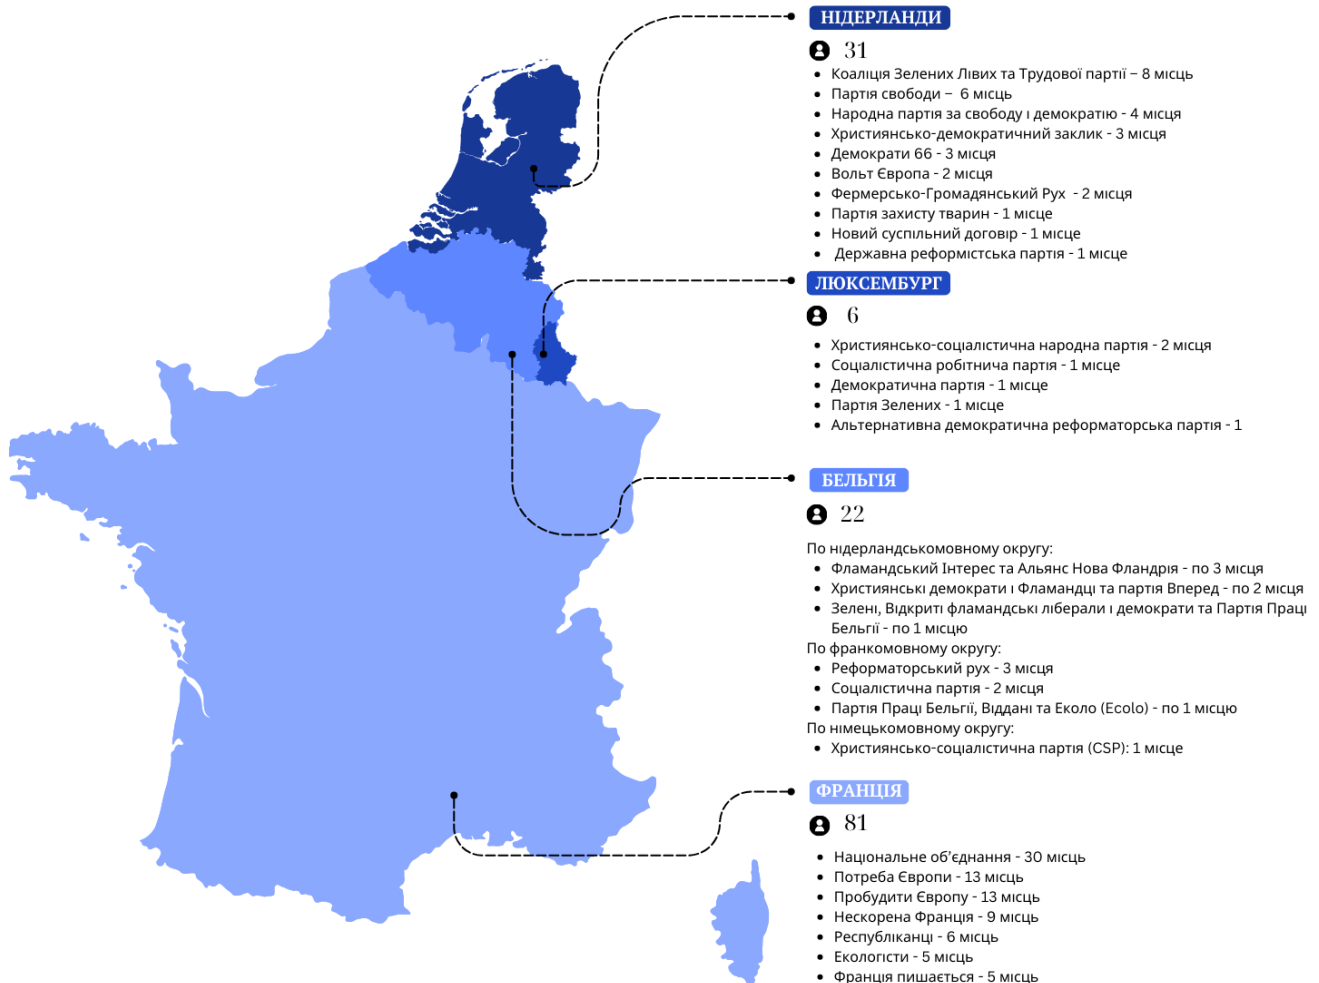 НІДЕРЛАНДИ
31
• Коаліція Зелених Лівих та Трудової партії – 8 місць
• Партія свободи – 6 місць
• Народна партія за свободу і демократію - 4 місця
• Християнсько-демократичний заклик - 3 місця
• Демократи 66 - 3 місця
• Вольт Європа - 2 місця
• Фермерсько-Громадянський Рух - 2 місця
• Партія захисту тварин - 1 місце
• Новий суспільний договір - 1 місце
• Державна реформістська партія - 1 місце
ЛЮКСЕМБУРГ
6
• Християнсько-соціалістична народна партія - 2 місця
• Соціалістична робітнича партія - 1 місце
• Демократична партія - 1 місце
• Партія Зелених - 1 місце
• Альтернативна демократична реформаторська партія - 1
БЕЛЬГІЯ
22
По нідерландськомовному округу:
• Фламандський Інтерес та Альянс Нова Фландрія - по 3 місця
• Християнські демократи і Фламандці та партія Вперед - по 2 місця
• Зелені, Відкриті фламандські ліберали і демократи та Партія Праці
Бельгії - по 1 місцю
По франкомовному округу:
• Реформаторський рух - 3 місця
• Соціалістична партія - 2 місця
• Партія Праці Бельгії, Віддані та Еколо (Ecolo) - по 1 місцю
По німецькомовному округу:
• Християнсько-соціалістична партія (CSP): 1 місце
ФРАНЦІЯ
81
• Національне об’єднання - 30 місць
• Потреба Європи - 13 місць
• Пробудити Європу - 13 місць
• Нескорена Франція - 9 місць
• Республіканці - 6 місць
• Екологісти - 5 місць
• Франція пишається - 5 місць